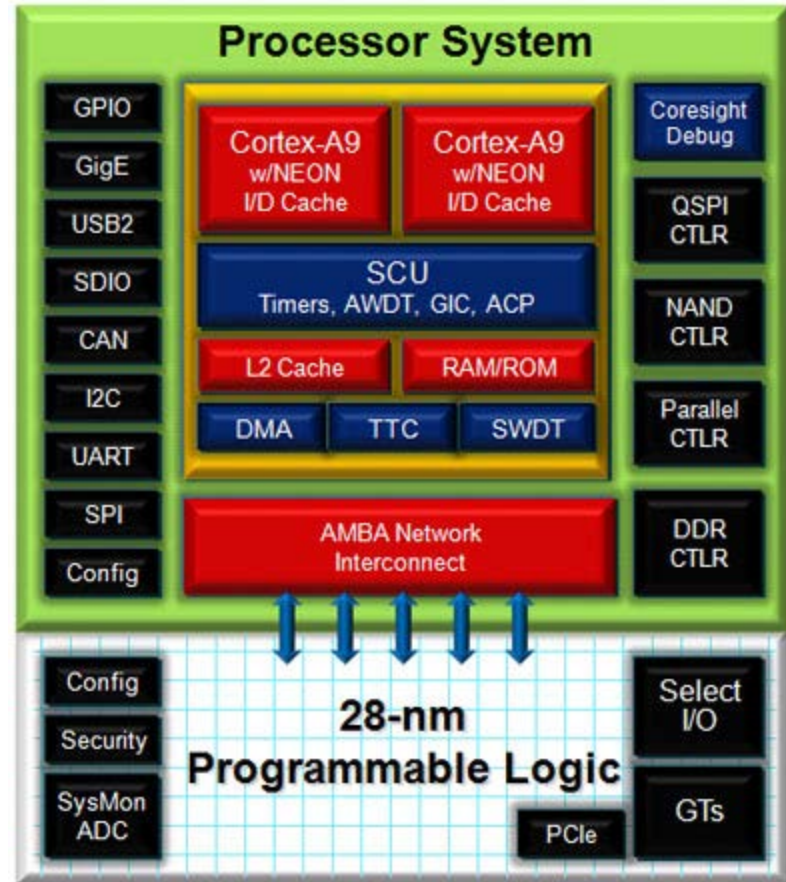 Processor System
GPIO
GigE
USB2
SDIO
CAN
I2C
UART
SPI
Config
Cortex-A9
w/NEON
I/D Cache
Cortex-A9
w/NEON
I/D Cache
SCU
Timers, AWDT, GIC, ACP
L2 Cache
RAM/ROM
DMA
TTC
SWDT
AMBA Network
Interconnect
Coresight
Debug
QSPI
CTLR
NAND
CTLR
Parallel
CTLR
DDR
CTLR
Config
Security
SysMon
ADC
28-nm
Programmable Logic
PCIe
Select
I/O
GTs